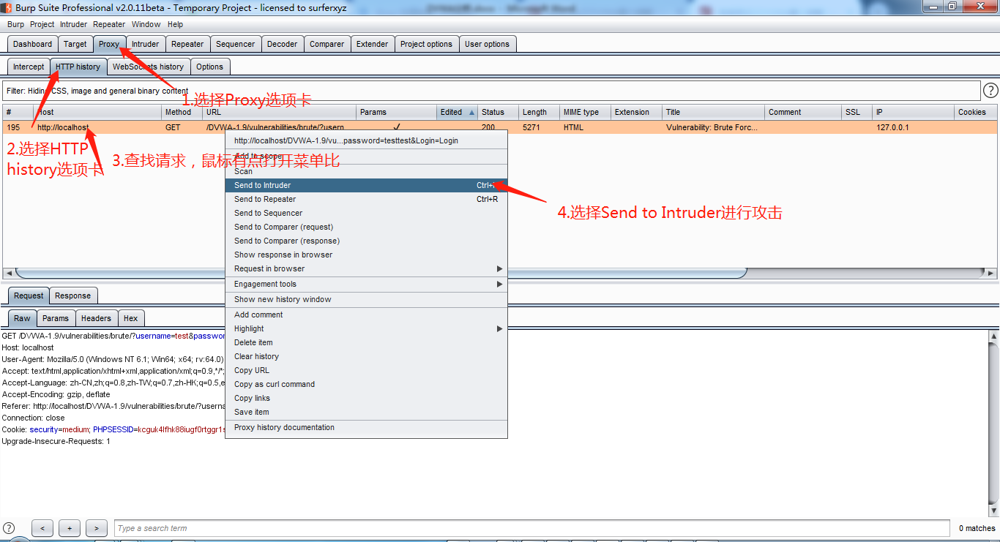 Burp Suite Professional v2.0.11beta - Temporary Project - licensed to surferxyz
Burp Project Intruder Repeater Window Help
Dashboard Target Proxy Intruder Repeater Sequencer Decoder Comparer Extender Project options User options
Intercept HTTP history WebSockets history Options
Filter: Hiding CSS, image and general binary content
1.选择Proxy选项卡
# Host Method URL Params Edited Status Length MIME type Extension Title Comment SSL IP Cookies
195 http://localhost GET /DVWA-1.9/vulnerabilities/brute/?usern... ✓ 200 5271 HTML Vulnerability: Brute Forc... 127.0.0.1
2.选择HTTP
history选项卡
3.查找请求，鼠标有点打开菜单比
http://localhost/DVWA-1.9/vu...password=testtest&Login=Login
Add to scope
Scan
Send to Intruder Ctrl+I
Send to Repeater Ctrl+R
Send to Sequencer
Send to Comparer (request)
Send to Comparer (response)
Show response in browser
Request in browser
Engagement tools
Show new history window
Add comment
Highlight
Delete item
Clear history
Copy URL
Copy as curl command
Copy links
Save item
Proxy history documentation
4.选择Send to Intruder进行攻击
Request Response
Raw Params Headers Hex
GET /DVWA-1.9/vulnerabilities/brute/?username=test&passwor
Host: localhost
User-Agent: Mozilla/5.0 (Windows NT 6.1; Win64; x64; rv:64.0)
Accept: text/html,application/xhtml+xml,application/xml;q=0.9,*/*;
Accept-Language: zh-CN,zh;q=0.8,zh-TW;q=0.7,zh-HK;q=0.5,e
Accept-Encoding: gzip, deflate
Referer: http://localhost/DVWA-1.9/vulnerabilities/brute/?userna
Connection: close
Cookie: security=medium; PHPSESSID=kcguk4lfhk88iugf0rtggr1s
Upgrade-Insecure-Requests: 1
? < + > Type a search term 0 matches